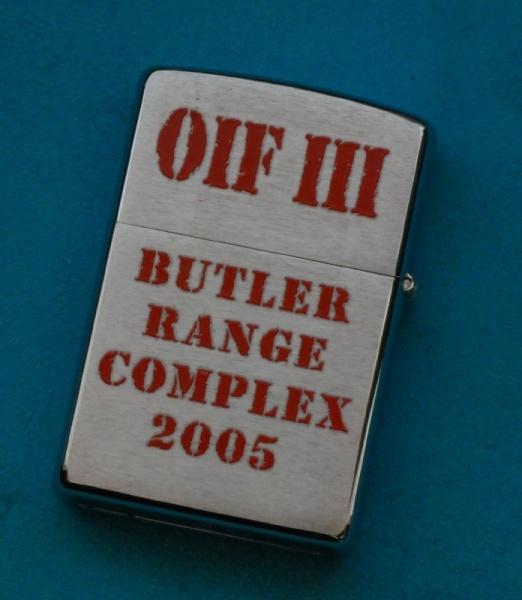 OIF III
BUTLER
RANGE
COMPLEX
2005